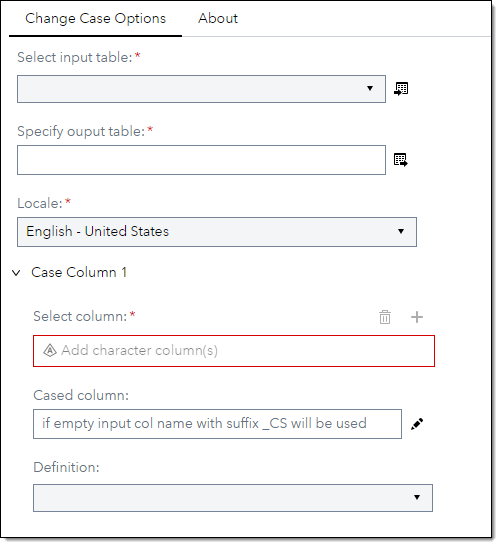 Change Case Options About
Select input table: *
Specify ouput table: *
Locale: *
English - United States
Case Column 1
Select column: *
Add character column(s)
Cased column:
if empty input col name with suffix _CS will be used
Definition: